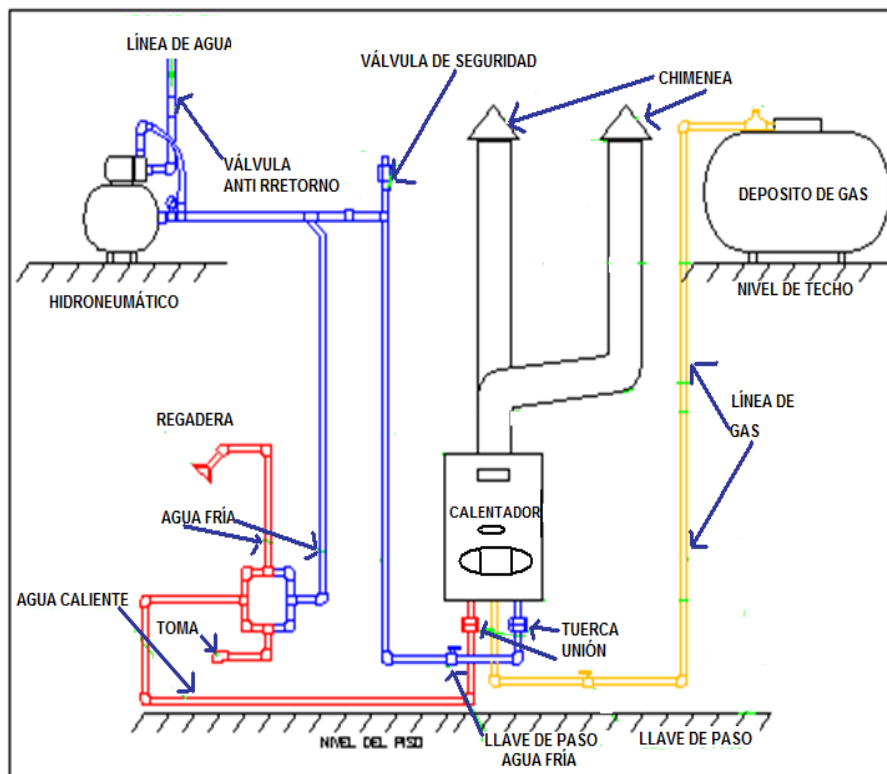 LÍNEA DE AGUA
VÁLVULA DE SEGURIDAD
CHIMENEA
VÁLVULA
ANTI RRETORNO
DEPOSITO DE GAS
HIDRONEUMÁTICO
NIVEL DE TECHO
REGADERA
LÍNEA DE
GAS
CALENTADOR
AGUA FRÍA
AGUA CALIENTE
TOMA
TUERCA
UNIÓN
NIVEL DEL PISO
LLAVE DE PASO
AGUA FRÍA
LLAVE DE PASO